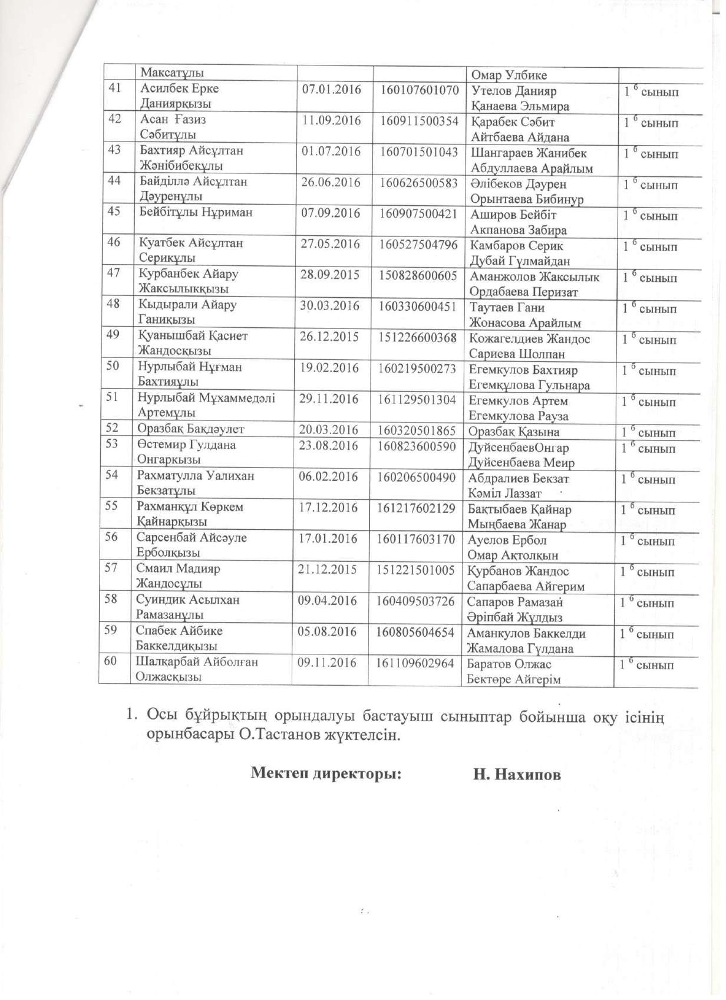 Максатұлы Омар Улбике
41 Асилбек Ерке 07.01.2016 160107601070 Утелов Данияр 1 б сынып
Даниярқызы Қанаева Эльмира
42 Асан Ғазиз 11.09.2016 160911500354 Қарабек Сәбит 1 б сынып
Сәбитұлы Айтбаева Айдана
43 Бахтияр Айсұлтан 01.07.2016 160701501043 Шангараев Жанибек 1 б сынып
Жәнібибекұлы Абдуллаева Арайлым
44 Байділлә Айсұлтан 26.06.2016 160626500583 Әлібеков Дәурен 1 б сынып
Дәуренұлы Орынтаева Бибинур
45 Бейбітұлы Нұриман 07.09.2016 160907500421 Аширов Бейбіт 1 б сынып
Акпанова Забира
46 Куатбек Айсұлтан 27.05.2016 160527504796 Камбаров Серик 1 б сынып
Серикұлы Дубай Гүлмайдан
47 Курбанбек Айару 28.09.2015 150828600605 Аманжолов Жаксылык 1 б сынып
Жаксылыкқызы Ордабаева Перизат
48 Кыдырали Айару 30.03.2016 160330600451 Таутаев Гани 1 б сынып
Ганиқызы Жонасова Арайлым
49 Қуанышбай Қасиет 26.12.2015 151226600368 Кожагелдиев Жандос 1 б сынып
Жандосқызы Сариева Шолпан
50 Нурлыбай Нұғман 19.02.2016 160219500273 Егемкулов Бахтияр 1 б сынып
Бахтияұлы Егемқұлова Гульнара
51 Нурлыбай Мұхаммедәлі 29.11.2016 161129501304 Егемкулов Артем 1 б сынып
Артемұлы Егемкулова Рауза
52 Оразбақ Бақдәулет 20.03.2016 160320501865 Оразбақ Қазына 1 б сынып
53 Өстемир Гулдана 23.08.2016 160823600590 ДуйсенбаевОнгар 1 б сынып
Онгаркызы Дуйсенбаева Меир
54 Рахматулла Уалихан 06.02.2016 160206500490 Абдралиев Бекзат 1 б сынып
Бекзатұлы Кәміл Лаззат
55 Рахманқұл Көркем 17.12.2016 161217602129 Бақтыбаев Қайнар 1 б сынып
Қайнарқызы Мыңбаева Жанар
56 Сарсенбай Айсәуле 17.01.2016 160117603170 Ауелов Ербол 1 б сынып
Ерболқызы Омар Ақтолқын
57 Смаил Мадияр 21.12.2015 151221501005 Қурбанов Жандос 1 б сынып
Жандосұлы Сапарбаева Айгерим
58 Суиндик Асылхан 09.04.2016 160409503726 Сапаров Рамазан 1 б сынып
Рамазанұлы Әріпбай Жұлдыз
59 Спабек Айбике 05.08.2016 160805604654 Аманкулов Баккелди 1 б сынып
Баккелдиқызы Жамалова Гүлдана
60 Шалқарбай Айболған 09.11.2016 161109602964 Баратов Олжас 1 б сынып
Олжасқызы Бектөре Айгерім
1. Осы бұйрықтың орындалуы бастауыш сыныптар бойынша оқу ісінің
орынбасары О.Тастанов жүктелсін.
Мектеп директоры: Н. Нахипов